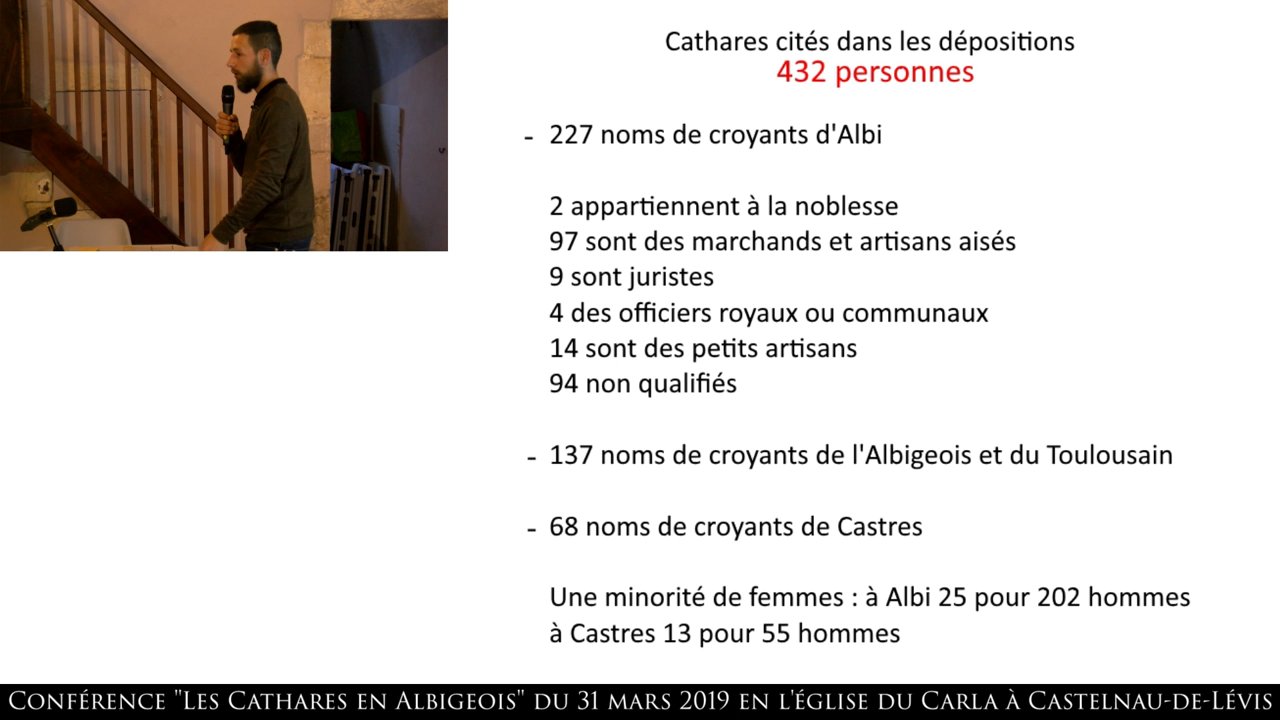 Cathares cités dans les dépositions
432 personnes
- 227 noms de croyants d'Albi
2 appartiennent à la noblesse
97 sont des marchands et artisans aisés
9 sont juristes
4 des officiers royaux ou communaux
14 sont des petits artisans
94 non qualifiés
- 137 noms de croyants de l'Albigeois et du Toulousain
- 68 noms de croyants de Castres
Une minorité de femmes : à Albi 25 pour 202 hommes
à Castres 13 pour 55 hommes
Conférence "Les Cathares en Albigeois" du 31 mars 2019 en l'église du Carla à Castelnau-de-Lévis